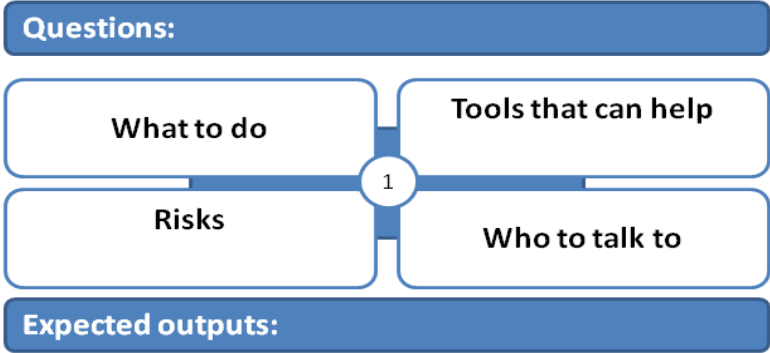 Questions:
What to do
Tools that can help
1
Risks
Who to talk to
Expected outputs: